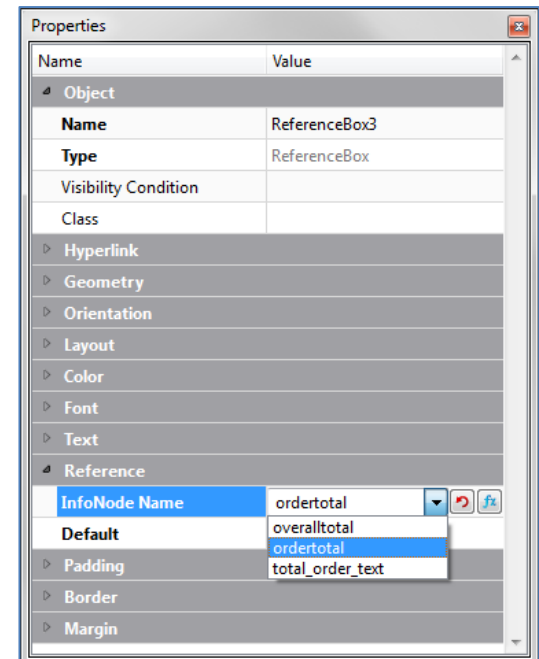 Properties
Name Value
Object
Name ReferenceBox3
Type ReferenceBox
Visibility Condition
Class
Hyperlink
Geometry
Orientation
Layout
Color
Font
Text
Reference
InfoNode Name ordertotal fx
Default overalltotal
ordertotal
total_order_text
Padding
Border
Margin